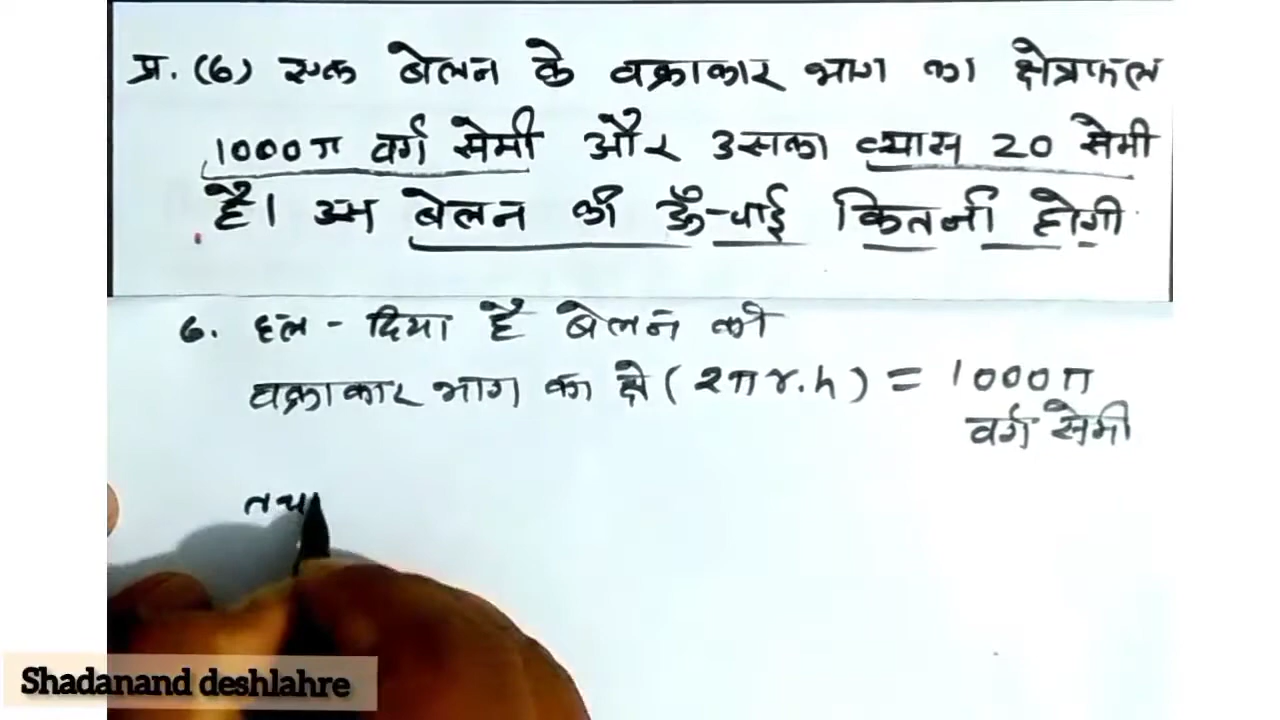 प्र. (6) एक बेलन के वक्राकार भाग का क्षेत्रफल
1000π वर्ग सेमी और उसका व्यास 20 सेमी
है। उस बेलन की ऊँचाई कितनी होगी
6. हल - दिया है बेलन की
वक्राकार भाग का क्षे (2πr.h) = 1000π
वर्ग सेमी
तथा
Shadanand deshlahre